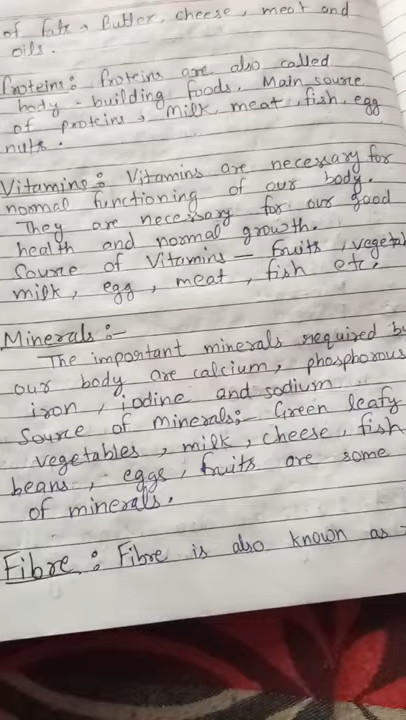 of fats → butter, cheese, meat and
oils.
Proteins: Proteins are also called
body-building foods. Main source
of proteins → milk, meat, fish, egg
nuts.
Vitamins: Vitamins are necessary for
normal functioning of our body.
They are necessary for our good
health and normal growth.
Source of Vitamins — fruits, vegetabl
milk, egg, meat, fish etc.
Minerals:-
The important minerals required by
our body are calcium, phosphorous
iron, iodine and sodium
Source of minerals:- Green leafy
vegetables, milk, cheese, fish
beans, eggs, fruits are some
of minerals.
Fibre: Fibre is also known as